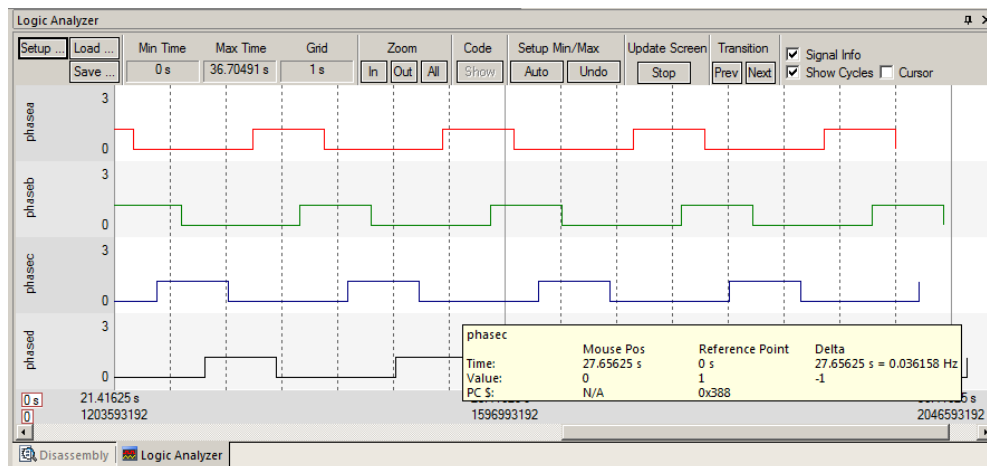 Logic Analyzer
Setup ... Load ... Min Time Max Time Grid Zoom Code Setup Min/Max Update Screen Transition Signal Info
Save ... 0 s 36.70491 s 1 s In Out All Show Auto Undo Stop Prev Next Show Cycles Cursor
3
phasea
0
3
phaseb
0
3
phasec
0
3
phased
0
phasec
Mouse Pos Reference Point Delta
Time: 27.65625 s 0 s 27.65625 s = 0.036158 Hz
Value: 0 1 -1
PC $: N/A 0x388
0 s 21.41625 s
0 1203593192 1596993192 2046593192
Disassembly Logic Analyzer